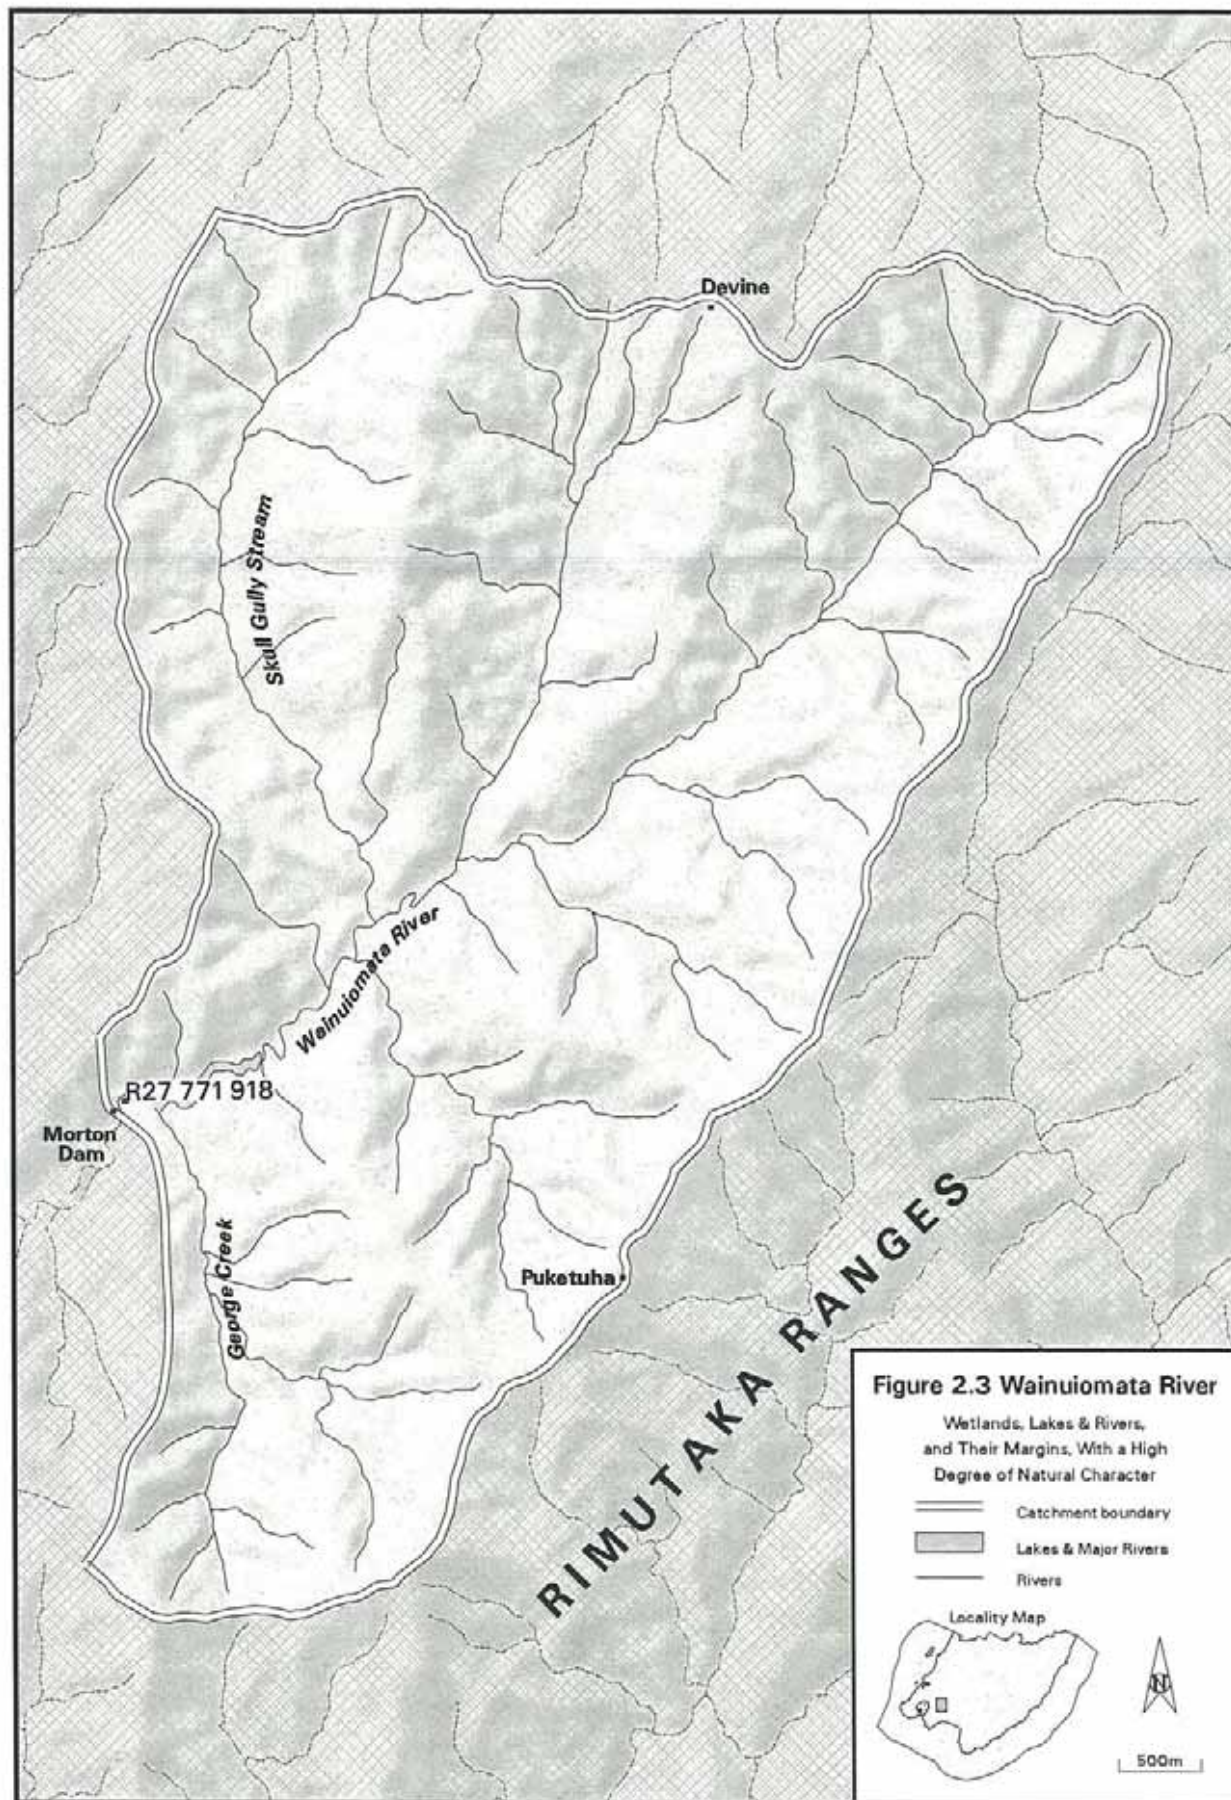 Devine
Skull Gully Stream
Wainuiomata River
R27 771 918
Morton
Dam
George Creek
Puketuha
RIMUTAKA RANGES
Figure 2.3 Wainuiomata River
Wetlands, Lakes & Rivers,
and Their Margins, With a High
Degree of Natural Character
Catchment boundary
Lakes & Major Rivers
Rivers
Locality Map
N
500m